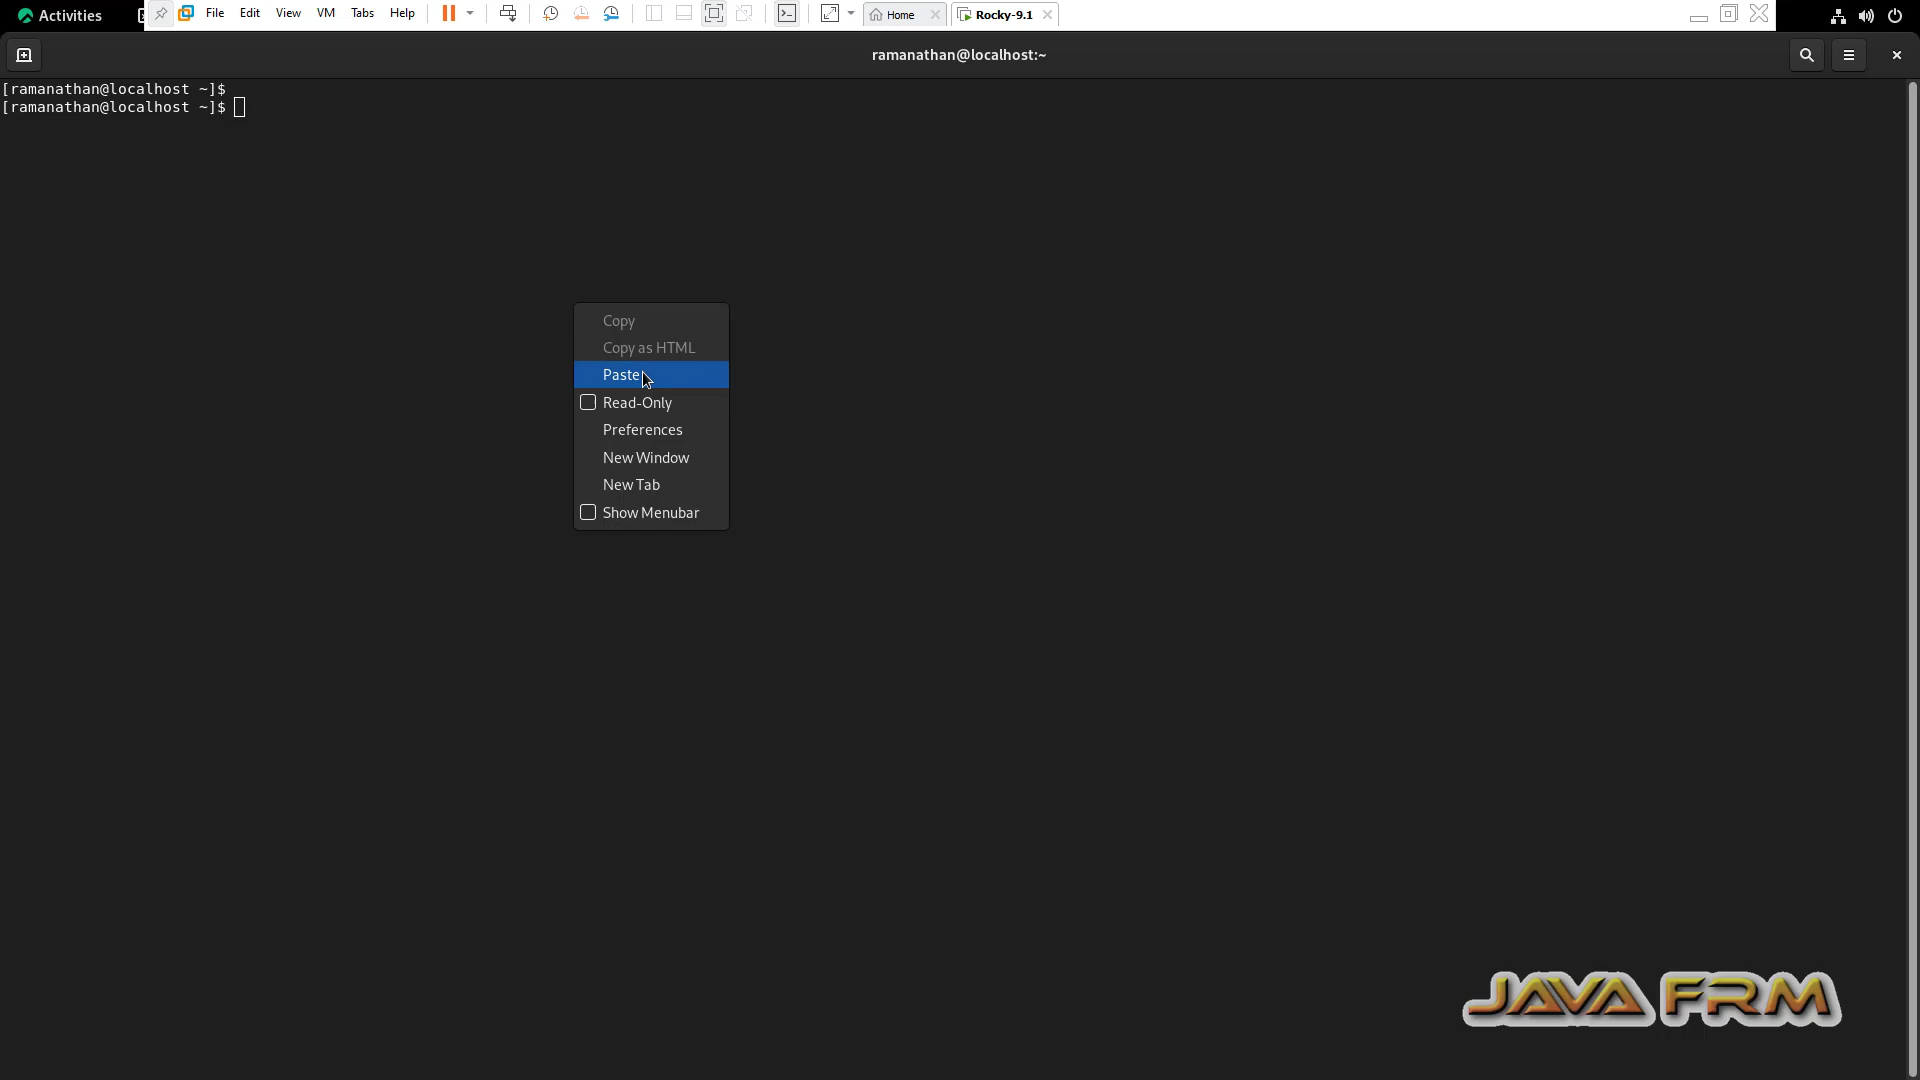 Activities File Edit View VM Tabs Help Home Rocky-9.1
ramanathan@localhost:~
[ramanathan@localhost ~]$
[ramanathan@localhost ~]$
Copy
Copy as HTML
Paste
Read-Only
Preferences
New Window
New Tab
Show Menubar
JAVA FRM